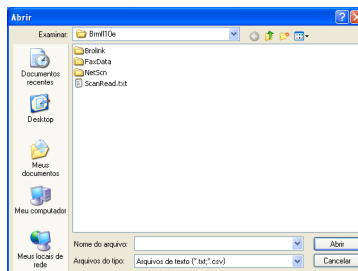 Abrir
Examinar: Brmfl10e
Brolink
FaxData
NetScn
ScanRead.txt
Documentos
recentes
Desktop
Meus
documentos
Meu computador
Meus locais de
rede
Nome do arquivo:
Abrir
Arquivos do tipo: Arquivos de texto (*.txt;*.csv)
Cancelar